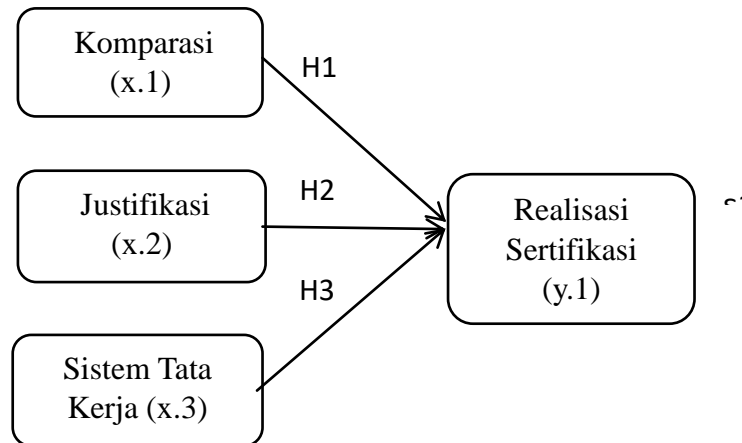 Komparasi
(x.1)
H1
Justifikasi
(x.2)
H2
Realisasi
Sertifikasi
(y.1)
H3
Sistem Tata
Kerja (x.3)